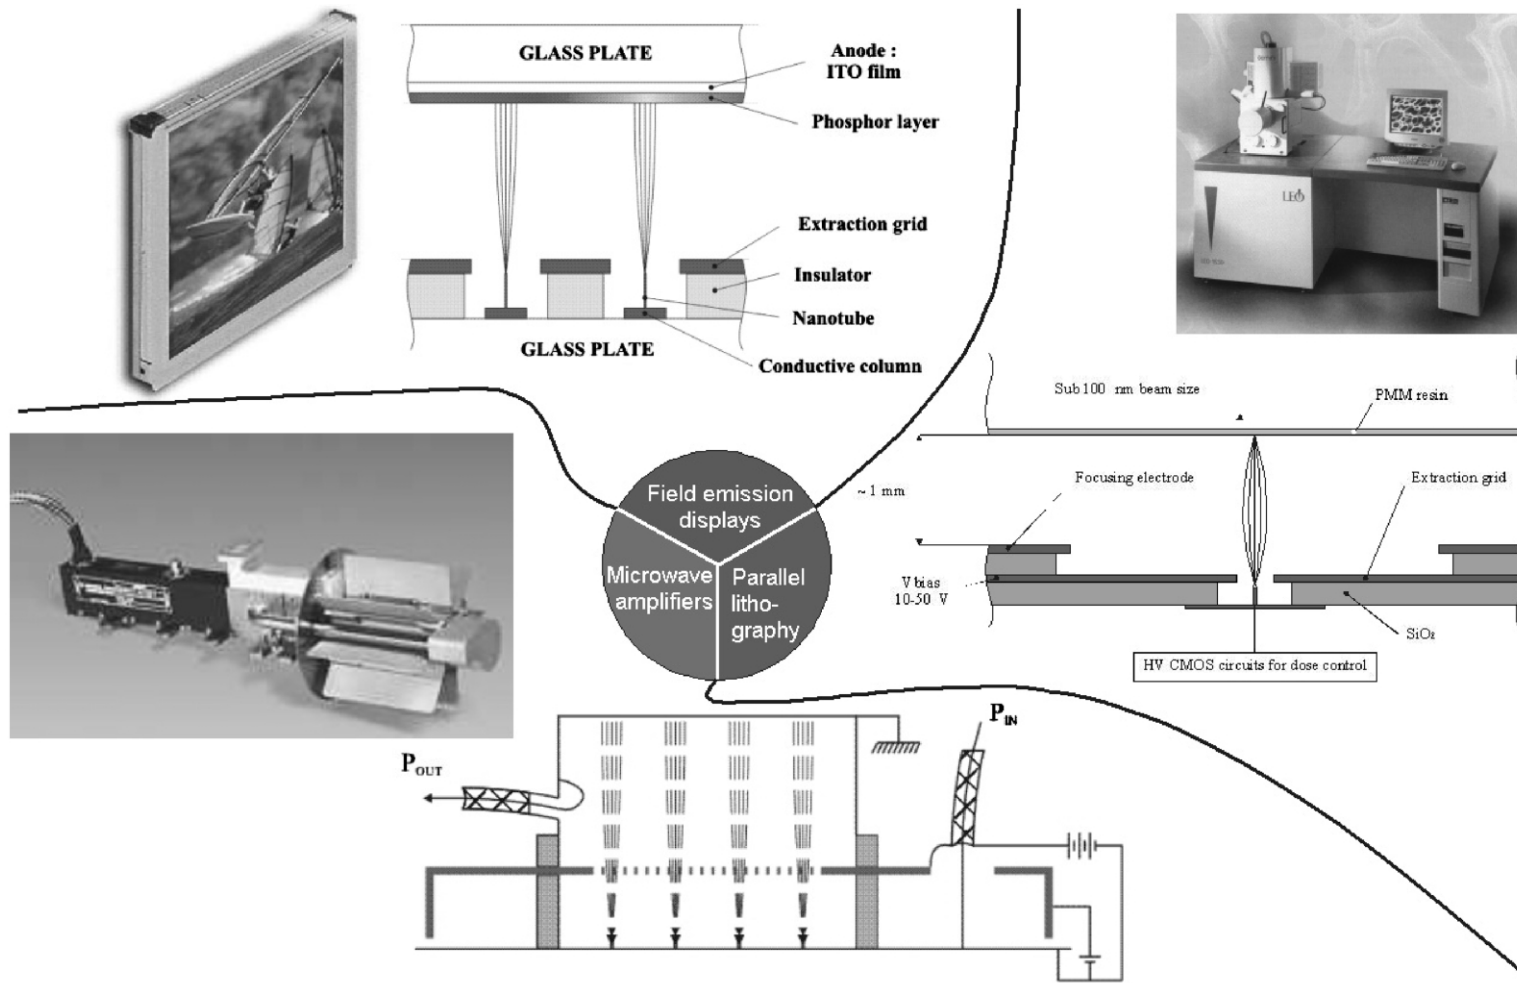 GLASS PLATE
Anode :
ITO film
Phosphor layer
Extraction grid
Insulator
Nanotube
GLASS PLATE
Conductive column
LEO
Sub 100 nm beam size
PMM resin
~ 1 mm
Focusing electrode
Extraction grid
V bias
10-50 V
SiO₂
HV CMOS circuits for dose control
Field emission
displays
Microwave
amplifiers
Parallel
litho-
graphy
P_OUT
P_IN